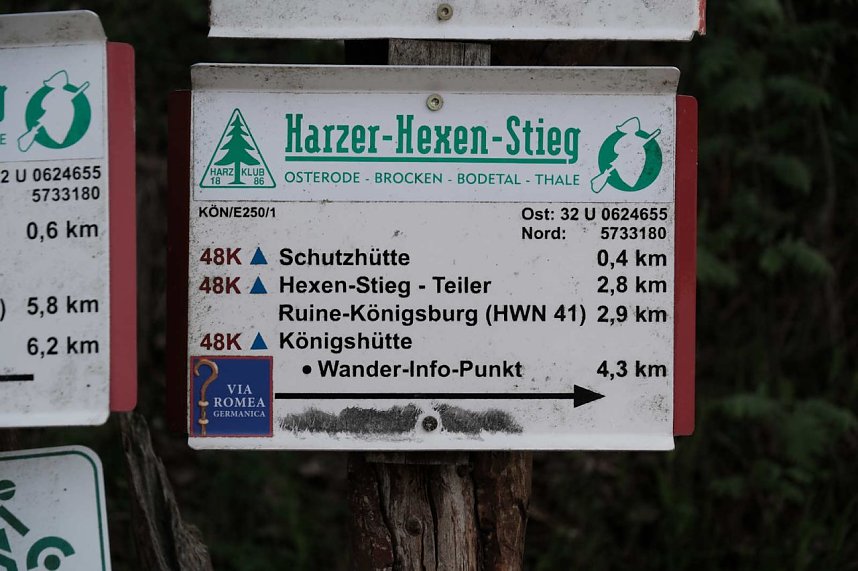 2 U 0624655
5733180
0,6 km
) 5,8 km
6,2 km
HARZ KLUB
18 86
Harzer-Hexen-Stieg
OSTERODE - BROCKEN - BODETAL - THALE
KÖN/E250/1
Ost: 32 U 0624655
Nord: 5733180
48K Schutzhütte 0,4 km
48K Hexen-Stieg - Teiler 2,8 km
Ruine-Königsburg (HWN 41) 2,9 km
48K Königshütte
• Wander-Info-Punkt 4,3 km
VIA
ROMEA
GERMANICA